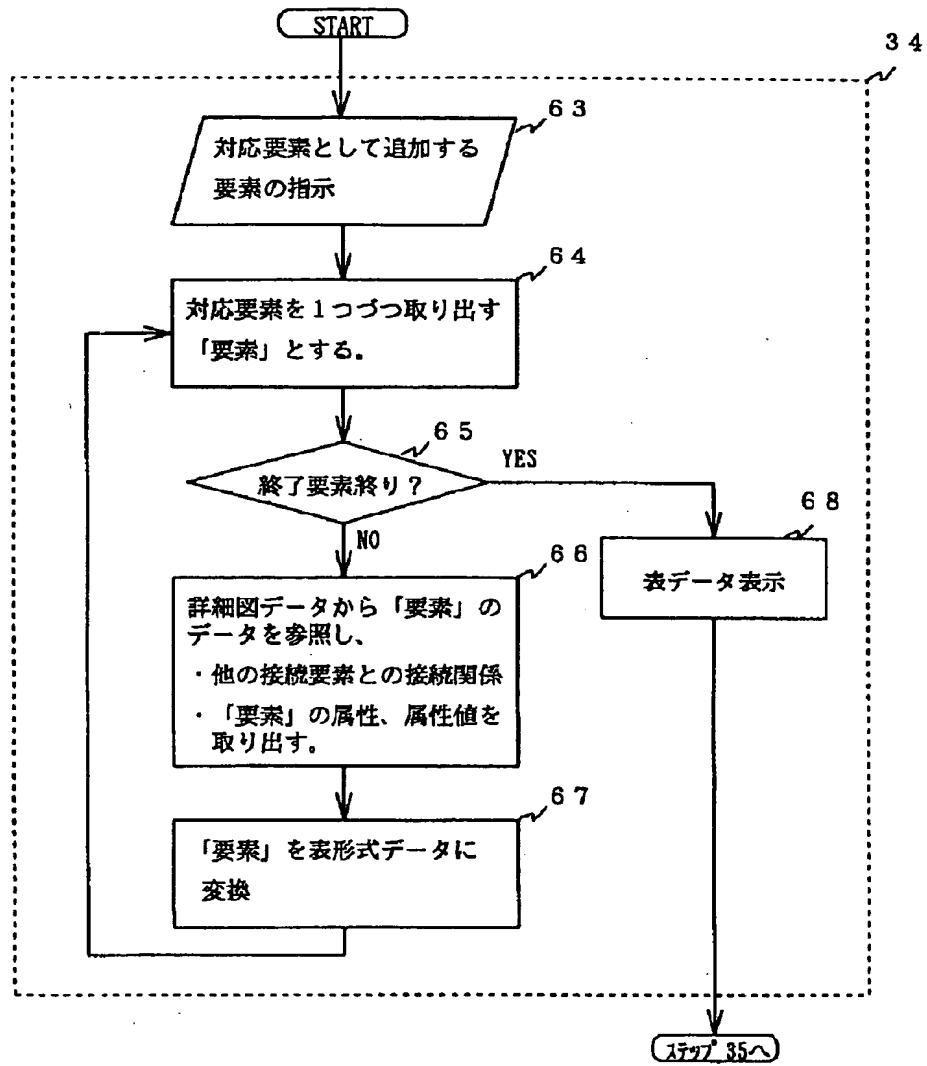 START
３４
６３
対応要素として追加する
要素の指示
６４
対応要素を１つづつ取り出す
「要素」とする。
６５
終了要素終り？
YES
NO
６８
表データ表示
６６
詳細図データから「要素」の
データを参照し、
・他の接続要素との接続関係
・「要素」の属性、属性値を
取り出す。
６７
「要素」を表形式データに
変換
ステップ 35へ